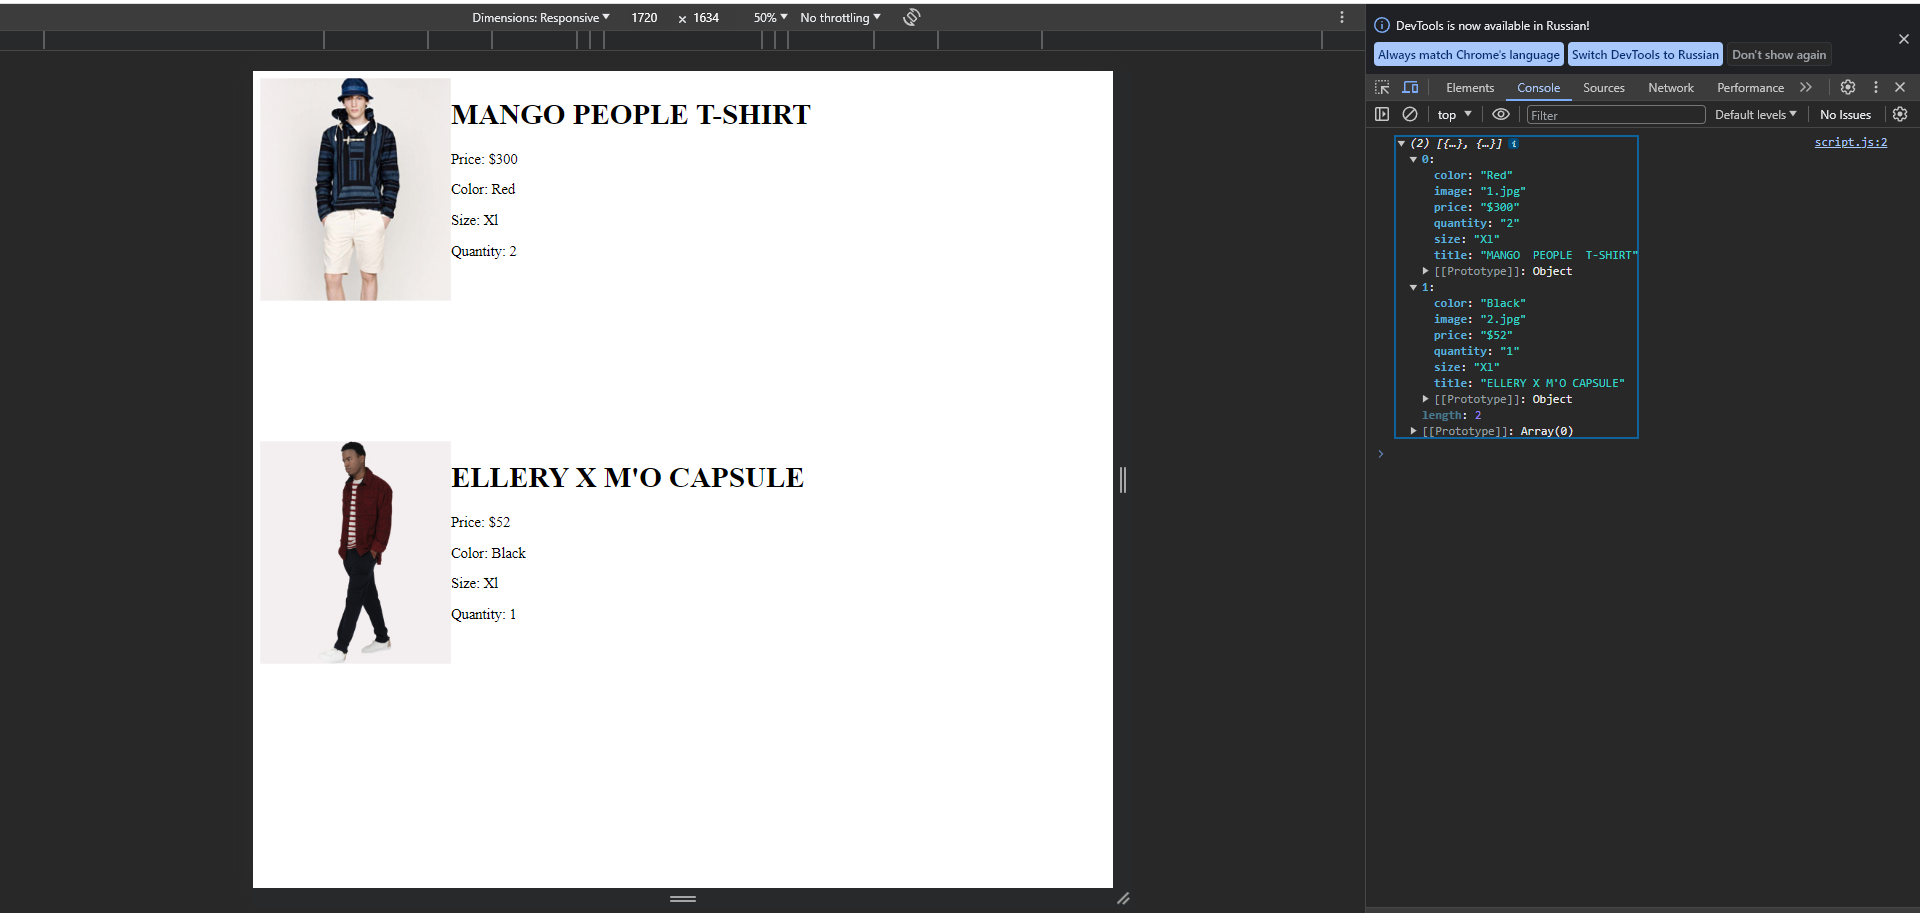 Dimensions: Responsive 1720 × 1634 50% No throttling
MANGO PEOPLE T-SHIRT
Price: $300
Color: Red
Size: Xl
Quantity: 2
ELLERY X M'O CAPSULE
Price: $52
Color: Black
Size: Xl
Quantity: 1
DevTools is now available in Russian!
Always match Chrome's language Switch DevTools to Russian Don't show again
Elements Console Sources Network Performance
top Filter Default levels No Issues
(2) [{…}, {…}] i script.js:2
0:
color: "Red"
image: "1.jpg"
price: "$300"
quantity: "2"
size: "Xl"
title: "MANGO  PEOPLE  T-SHIRT"
[[Prototype]]: Object
1:
color: "Black"
image: "2.jpg"
price: "$52"
quantity: "1"
size: "Xl"
title: "ELLERY X M'O CAPSULE"
[[Prototype]]: Object
length: 2
[[Prototype]]: Array(0)